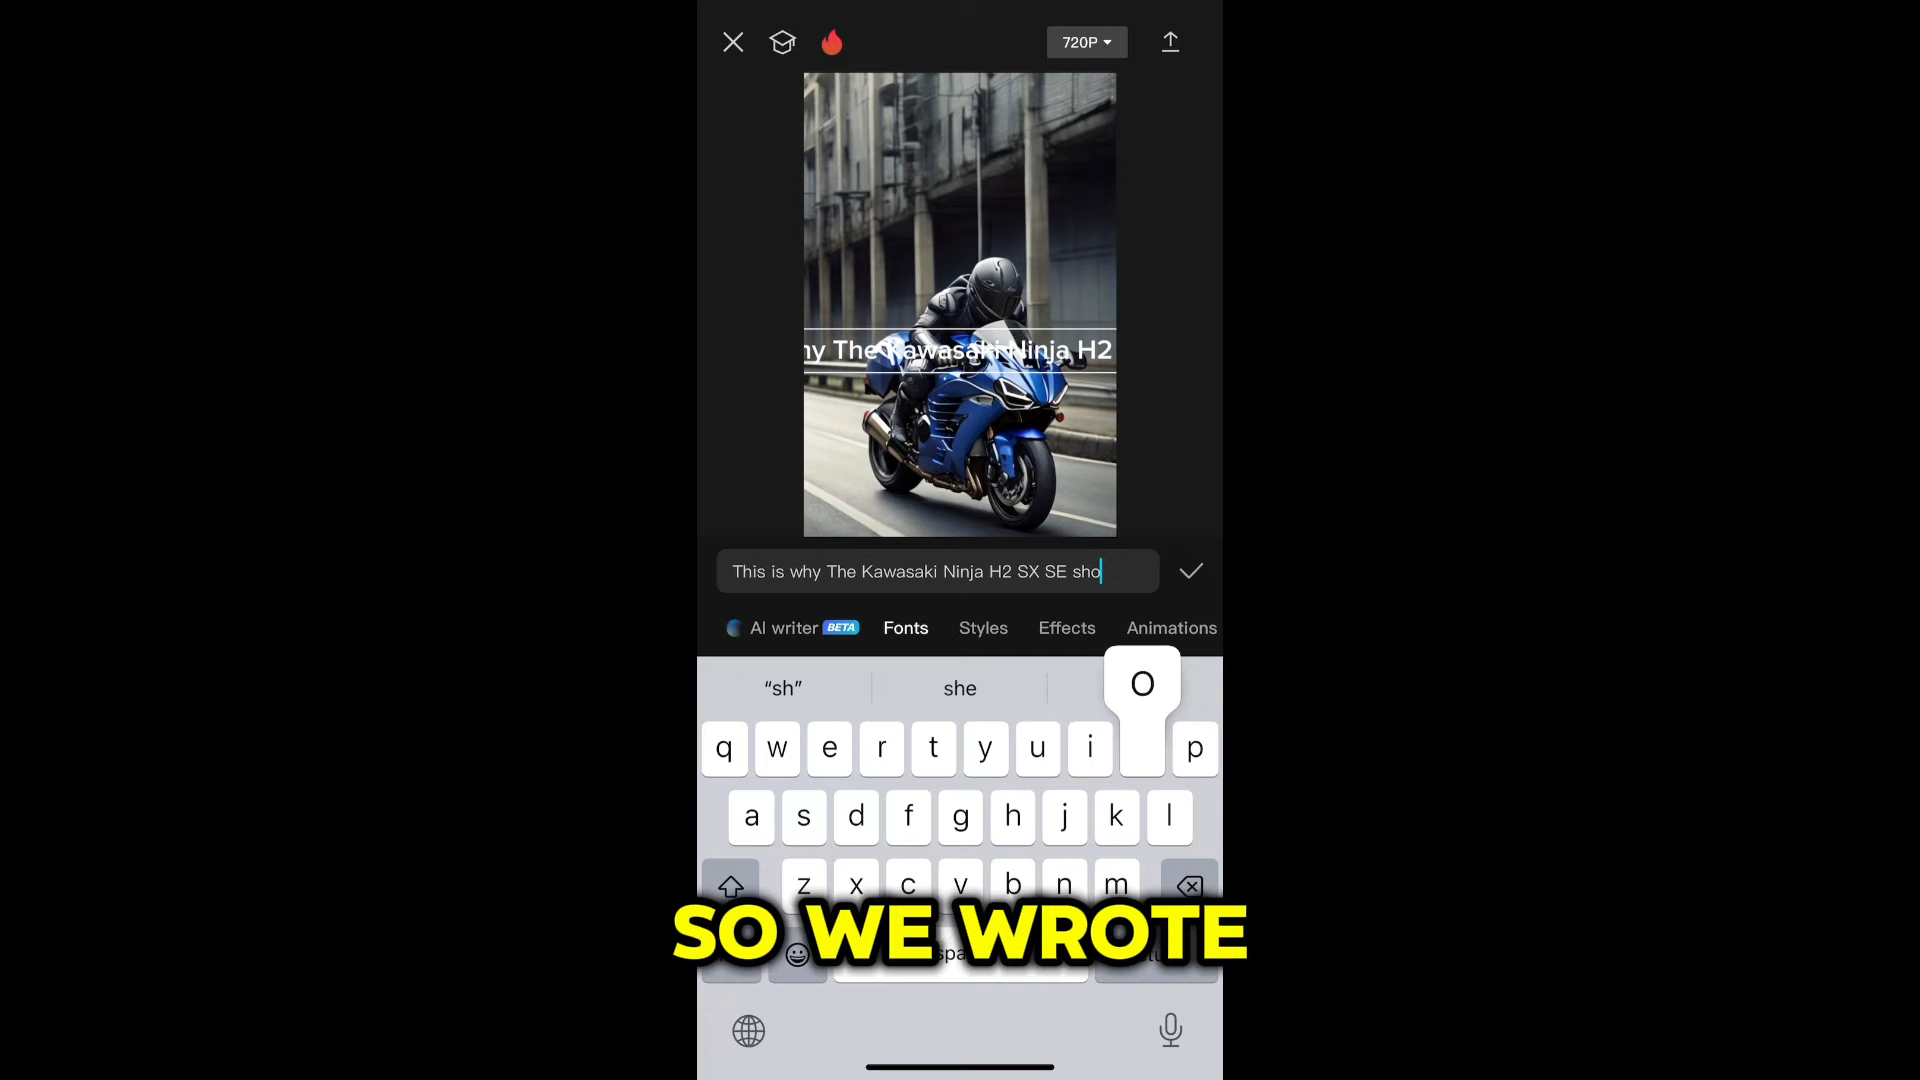 720P
hy The Kawasaki Ninja H2
This is why The Kawasaki Ninja H2 SX SE sho
AI writer BETA Fonts Styles Effects Animations
“sh” she
O
q w e r t y u i p
a s d f g h j k l
z x c v b n m
SO WE WROTE